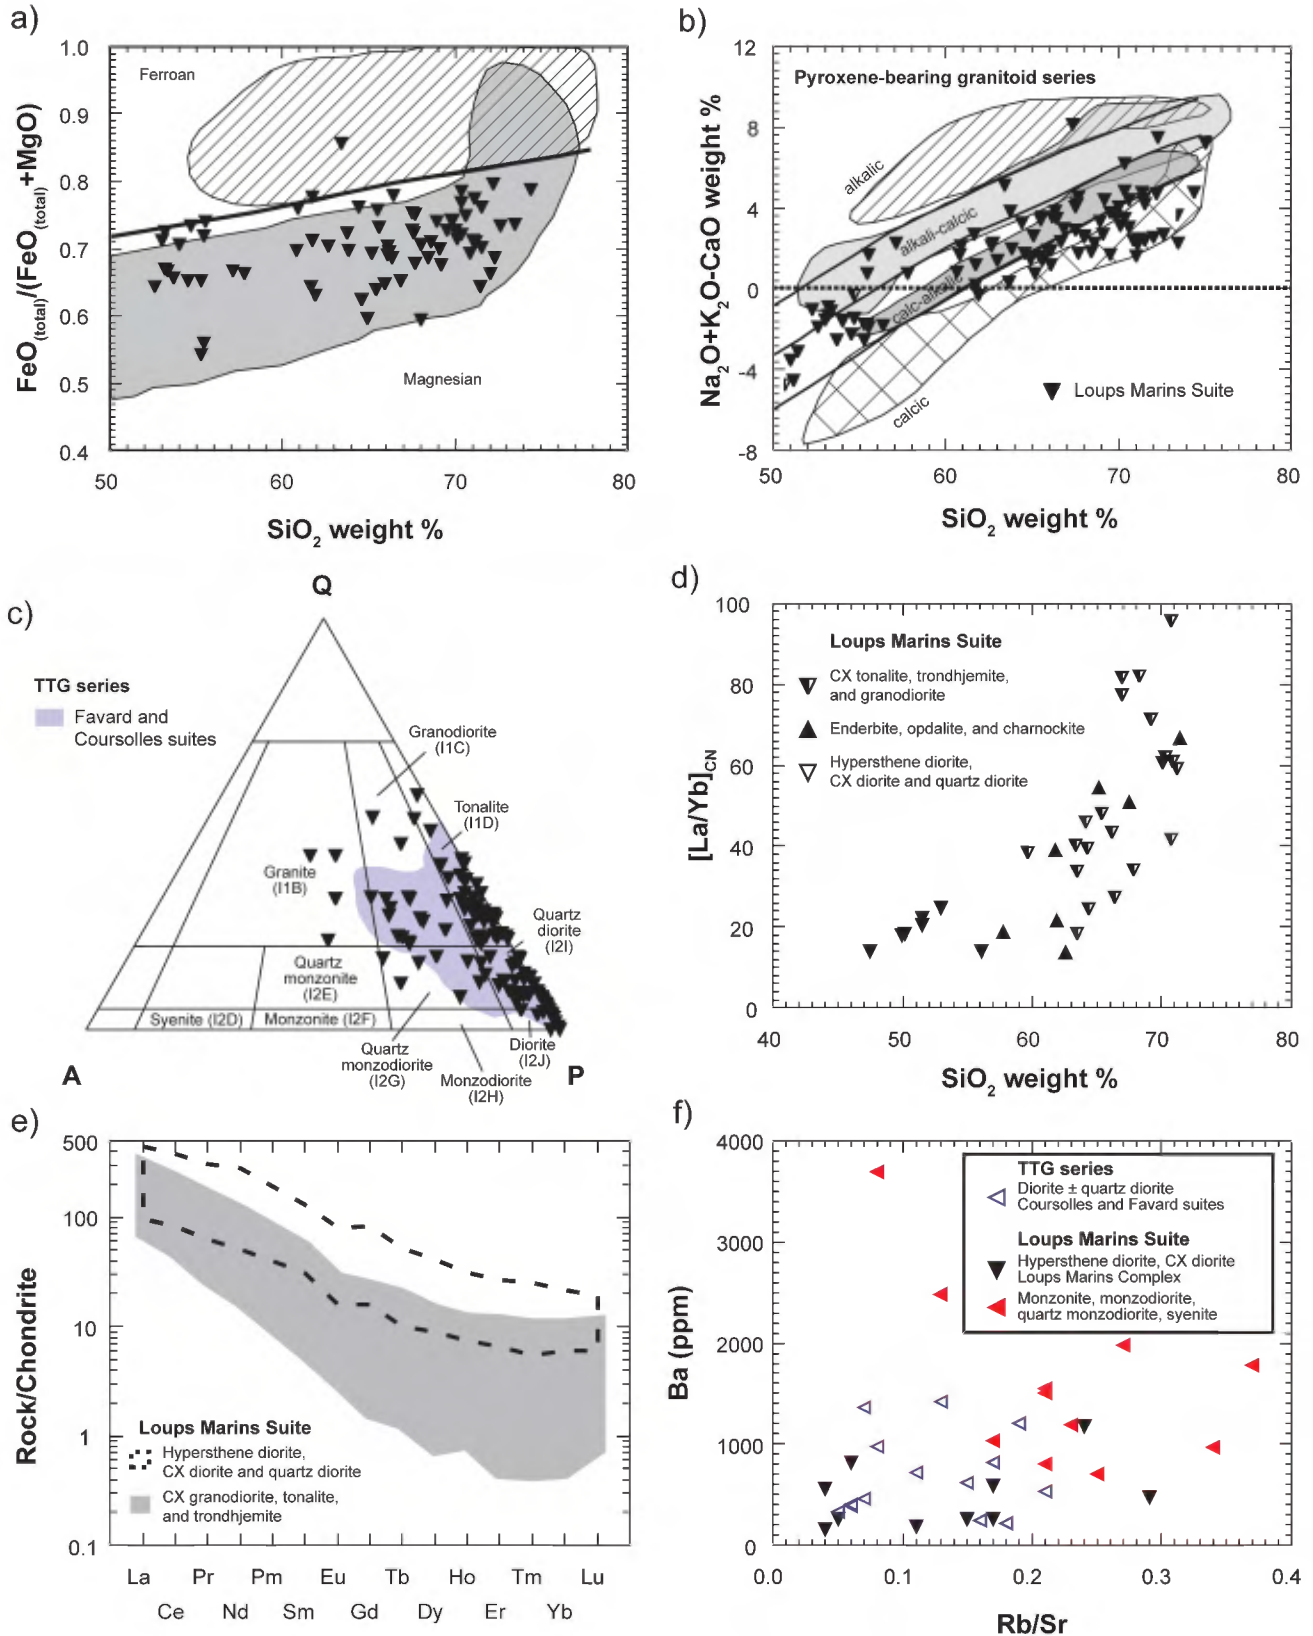 a)
1.0
0.9
0.8
0.7
0.6
0.5
0.4
FeO(total)/(FeO(total)+MgO)
Ferroan
Magnesian
50
60
70
80
SiO2 weight %
b)
12
8
4
0
-4
-8
Na2O+K2O-CaO weight %
Pyroxene-bearing granitoid series
alkalic
alkali-calcic
calc-alkalic
calcic
Loups Marins Suite
50
60
70
80
SiO2 weight %
c)
Q
TTG series
Favard and
Coursolles suites
Granodiorite
(I1C)
Tonalite
(I1D)
Granite
(I1B)
Quartz
diorite
(I2I)
Quartz
monzonite
(I2E)
Syenite (I2D)
Monzonite (I2F)
Quartz
monzodiorite
(I2G)
Monzodiorite
(I2H)
Diorite
(I2J)
A
P
d)
100
80
60
40
20
0
[La/Yb]CN
Loups Marins Suite
CX tonalite, trondhjemite,
and granodiorite
Enderbite, opdalite, and charnockite
Hypersthene diorite,
CX diorite and quartz diorite
40
50
60
70
80
SiO2 weight %
e)
500
100
10
1
0.1
Rock/Chondrite
Loups Marins Suite
Hypersthene diorite,
CX diorite and quartz diorite
CX granodiorite, tonalite,
and trondhjemite
La
Pr
Pm
Eu
Tb
Ho
Tm
Lu
Ce
Nd
Sm
Gd
Dy
Er
Yb
f)
4000
3000
2000
1000
0
Ba (ppm)
TTG series
Diorite ± quartz diorite
Coursolles and Favard suites
Loups Marins Suite
Hypersthene diorite, CX diorite
Loups Marins Complex
Monzonite, monzodiorite,
quartz monzodiorite, syenite
0.0
0.1
0.2
0.3
0.4
Rb/Sr